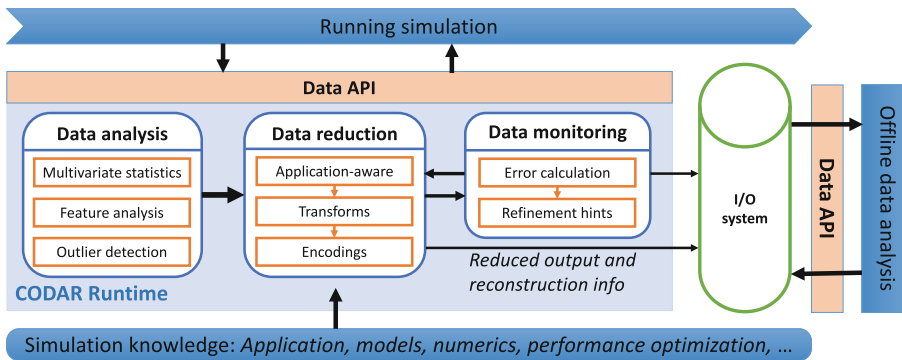 Running simulation
Data API
Data analysis
Multivariate statistics
Feature analysis
Outlier detection
Data reduction
Application-aware
Transforms
Encodings
Data monitoring
Error calculation
Refinement hints
Reduced output and
reconstruction info
CODAR Runtime
I/O
system
Data API
Offline data analysis
Simulation knowledge: Application, models, numerics, performance optimization, ...